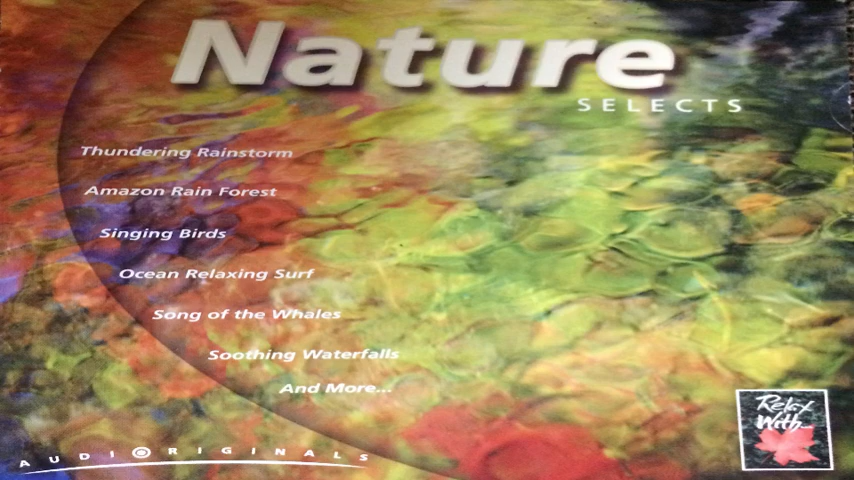 Nature
SELECTS
Thundering Rainstorm
Amazon Rain Forest
Singing Birds
Ocean Relaxing Surf
Song of the Whales
Soothing Waterfalls
And More...
Relax
With...
AUDIORIGINALS